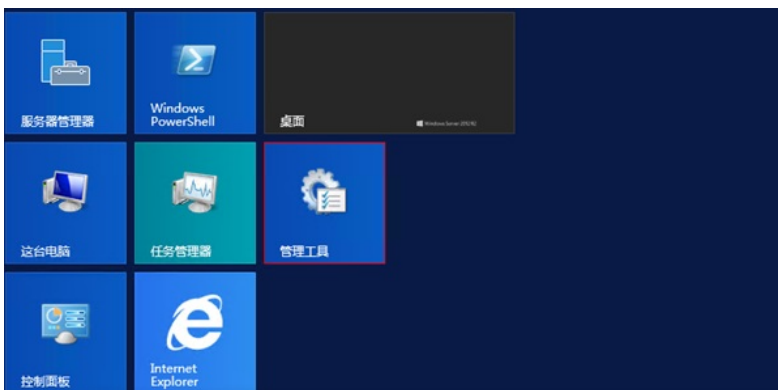 服务器管理器
Windows
PowerShell
桌面
这台电脑
任务管理器
管理工具
控制面板
Internet
Explorer